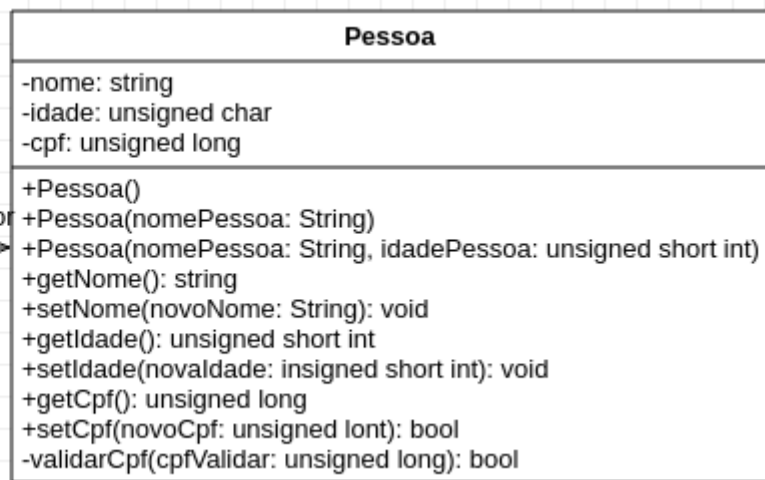 Pessoa
-nome: string
-idade: unsigned char
-cpf: unsigned long
+Pessoa()
or
+Pessoa(nomePessoa: String)
+Pessoa(nomePessoa: String, idadePessoa: unsigned short int)
+getNome(): string
+setNome(novoNome: String): void
+getIdade(): unsigned short int
+setIdade(novaIdade: insigned short int): void
+getCpf(): unsigned long
+setCpf(novoCpf: unsigned lont): bool
-validarCpf(cpfValidar: unsigned long): bool